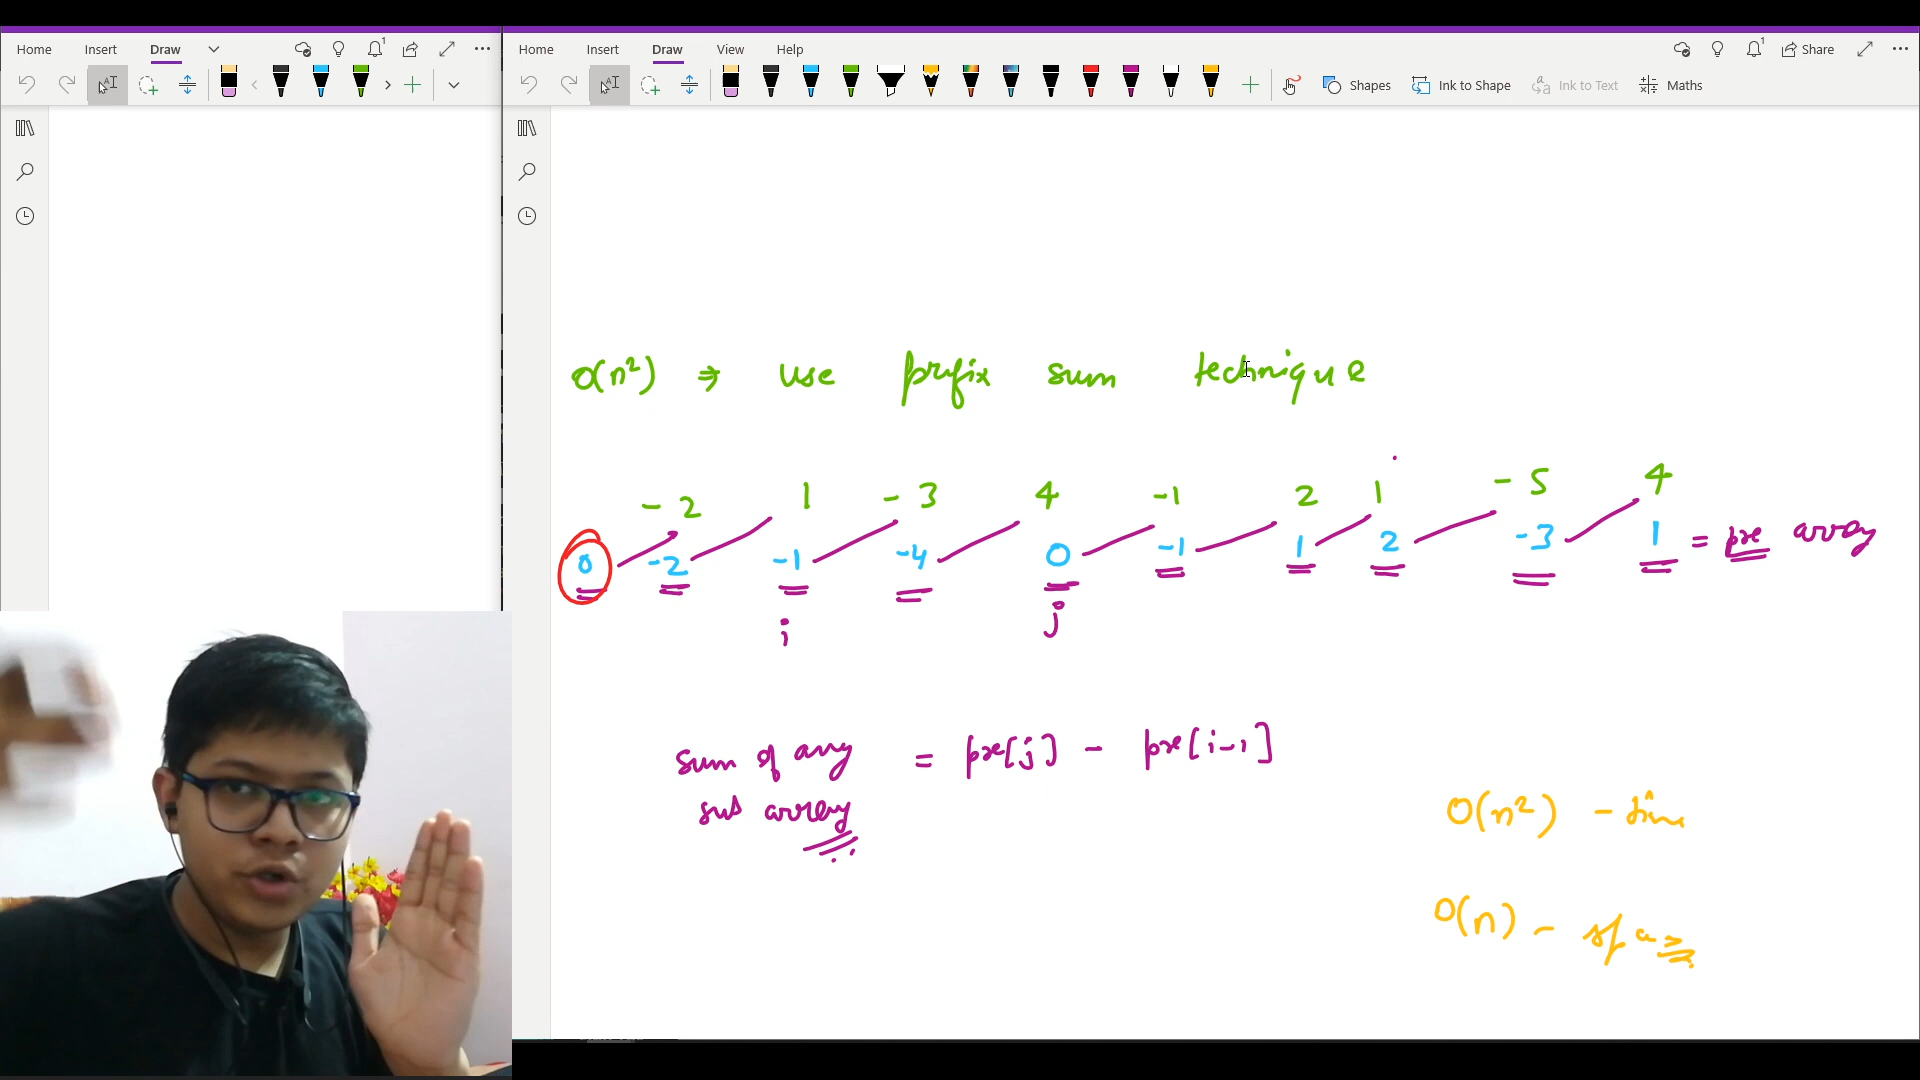 Home Insert Draw
Home Insert Draw View Help Share
Shapes Ink to Shape Ink to Text Maths
O(n²) ⇒ use prefix sum technique
-2 1 -3 4 -1 2 1 -5 4
0 -2 -1 -4 0 -1 1 2 -3 1 = pre array
i j
sum of any = pre[j] - pre[i-1]
sub array
O(n²) - time
O(n) - space